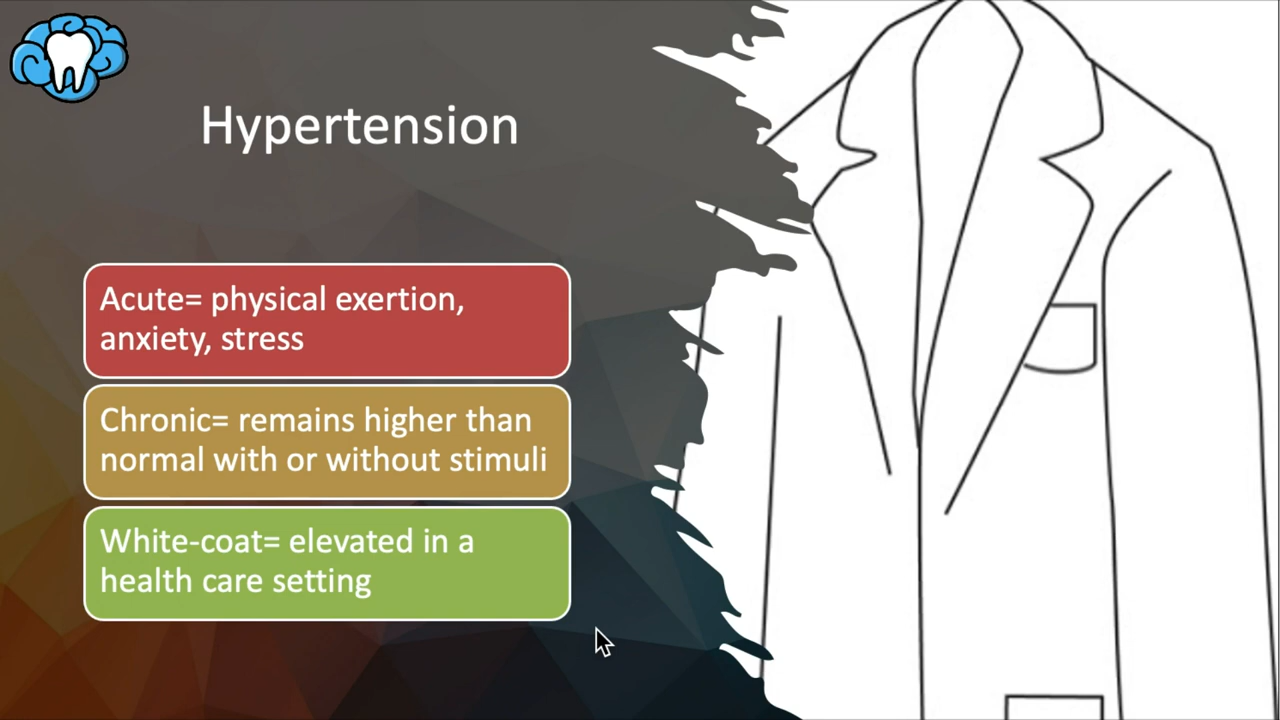 Hypertension
Acute= physical exertion,
anxiety, stress
Chronic= remains higher than
normal with or without stimuli
White-coat= elevated in a
health care setting